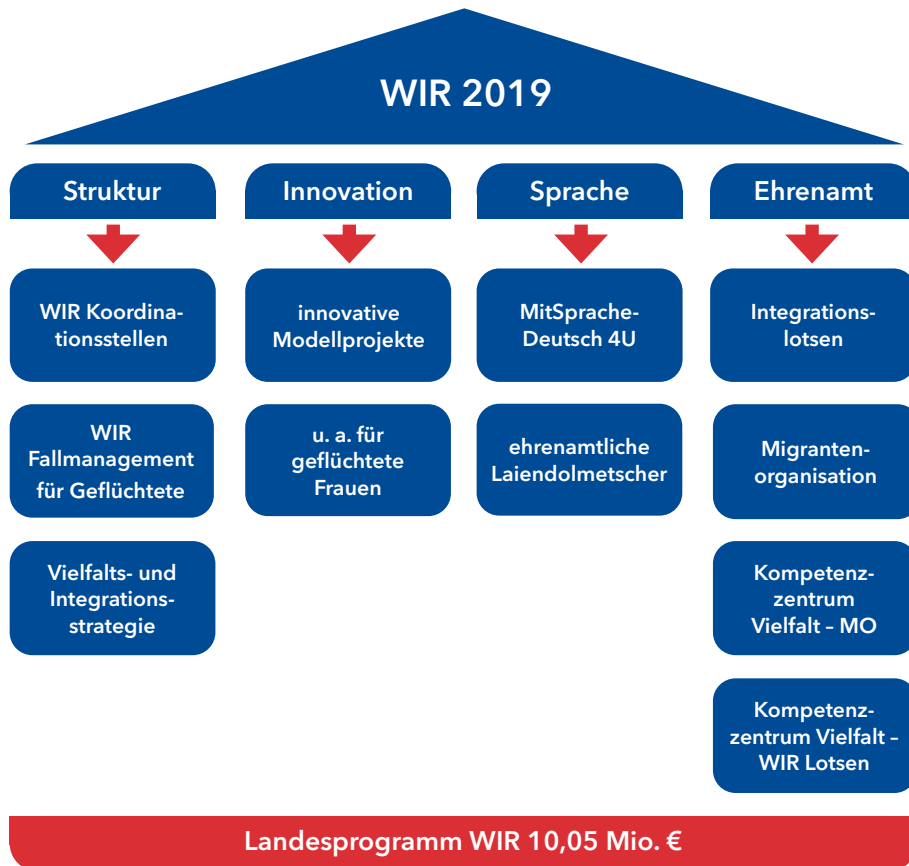 WIR 2019
Struktur
Innovation
Sprache
Ehrenamt
WIR Koordina-
tionsstellen
innovative
Modellprojekte
MitSprache-
Deutsch 4U
Integrations-
lotsen
WIR
Fallmanagement
für Geflüchtete
u. a. für
geflüchtete
Frauen
ehrenamtliche
Laiendolmetscher
Migranten-
organisation
Vielfalts- und
Integrations-
strategie
Kompetenz-
zentrum
Vielfalt – MO
Kompetenz-
zentrum Vielfalt –
WIR Lotsen
Landesprogramm WIR 10,05 Mio. €